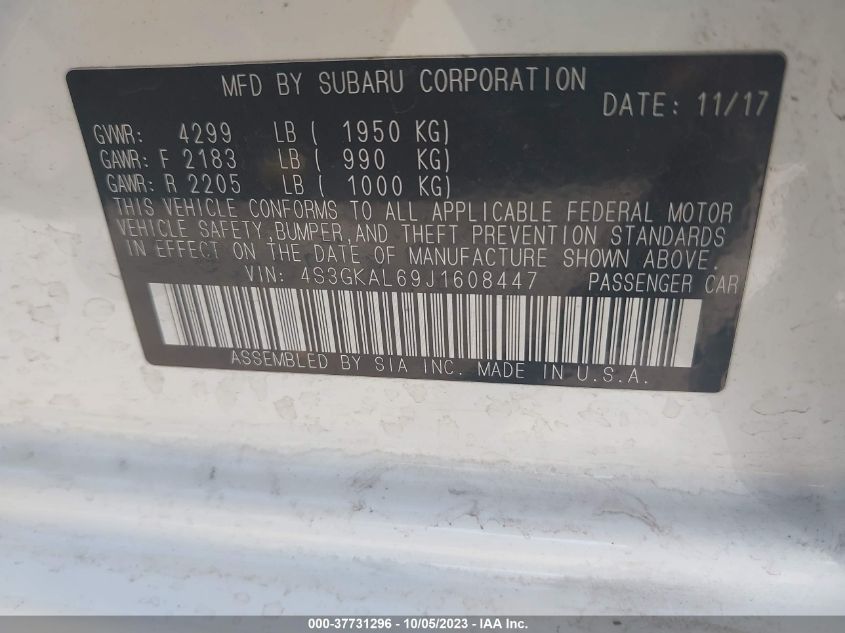 MFD BY SUBARU CORPORATION
DATE: 11/17
GVWR: 4299 LB ( 1950 KG)
GAWR: F 2183 LB ( 990 KG)
GAWR: R 2205 LB ( 1000 KG)
THIS VEHICLE CONFORMS TO ALL APPLICABLE FEDERAL MOTOR
VEHICLE SAFETY,BUMPER,AND THEFT PREVENTION STANDARDS
IN EFFECT ON THE DATE OF MANUFACTURE SHOWN ABOVE.
VIN: 4S3GKAL69J1608447 PASSENGER CAR
ASSEMBLED BY SIA INC. MADE IN U.S.A.
000-37731296 - 10/05/2023 - IAA Inc.